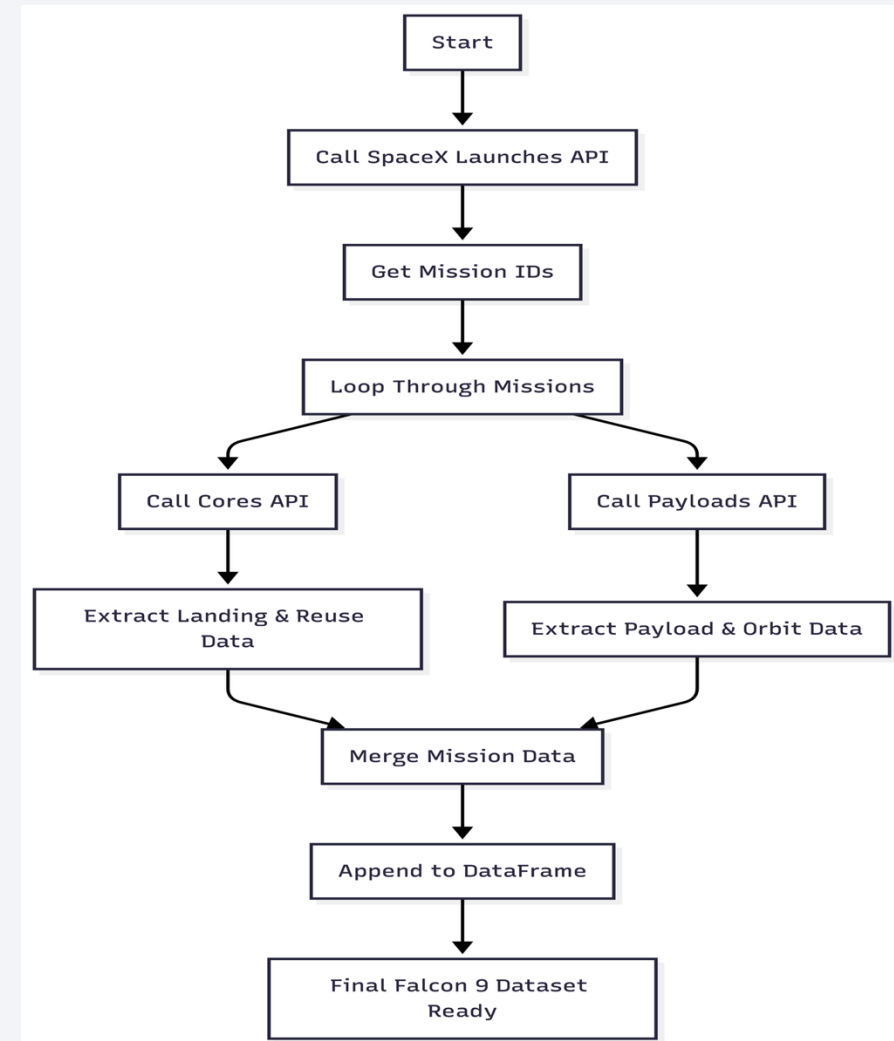 Start
Call SpaceX Launches API
Get Mission IDs
Loop Through Missions
Call Cores API
Call Payloads API
Extract Landing & Reuse
Data
Extract Payload & Orbit Data
Merge Mission Data
Append to DataFrame
Final Falcon 9 Dataset
Ready